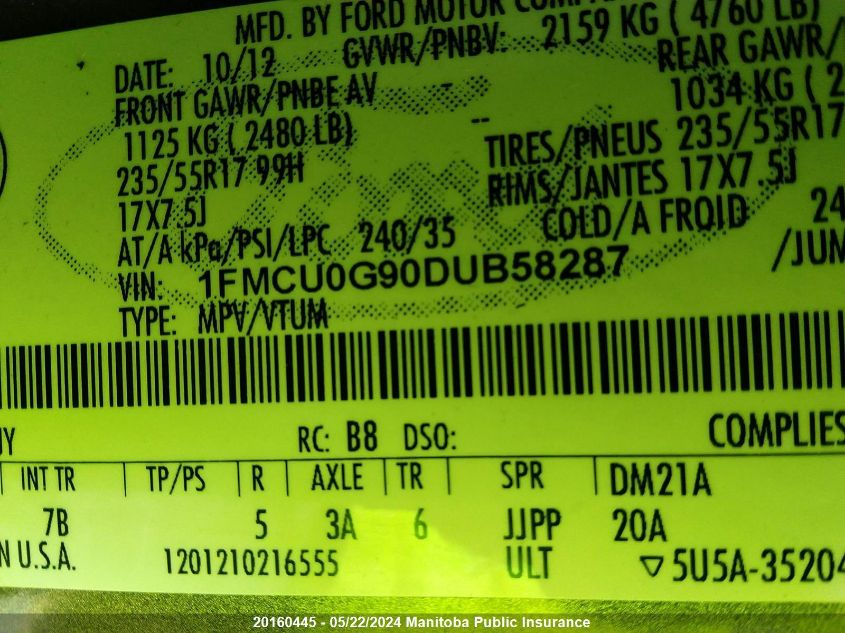 MFD. BY FORD MOTOR
DATE: 10/12 GVWR/PNBV: 2159 KG ( 4760 LB)
FRONT GAWR/PNBE AV REAR GAWR/
1125 KG ( 2480 LB) -- 1034 KG ( 2
235/55R17 99H TIRES/PNEUS 235/55R17
17X7.5J RIMS/JANTES 17X7.5J
AT/A kPa/PSI/LPC 240/35 COLD/A FROID 24
VIN: 1FMCU0G90DUB58287 /JUM
TYPE: MPV/VTUM
RC: B8 DSO: COMPLIES
INT TR TP/PS R AXLE TR SPR DM21A
7B 5 3A 6 JJPP 20A
N U.S.A. 1201210216555 ULT ▽5U5A-35204
20160445 - 05/22/2024 Manitoba Public Insurance